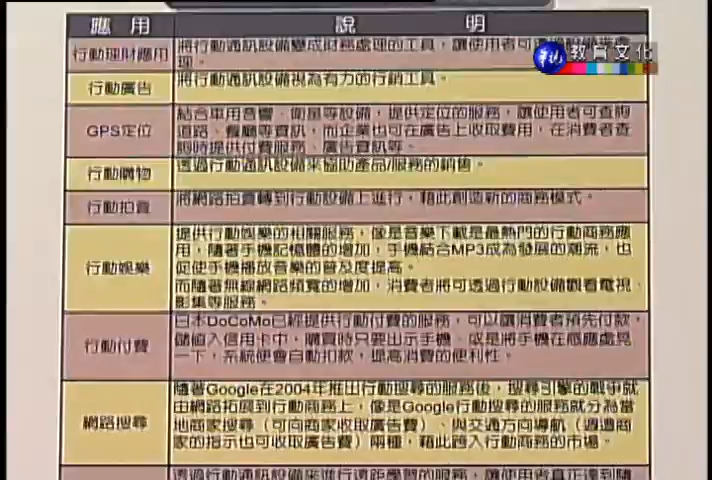 應用 說明
行動理財應用 將行動通訊設備變成財務處理的工具，讓使用者可透過設備來處
理。
華視 教育文化
行動廣告 將行動通訊設備視為有力的行銷工具。
GPS定位 結合車用音響、衛星等設備，提供定位的服務，讓使用者可查詢
道路、餐廳等資訊，而企業也可在廣告上收取費用，在消費者查
詢時提供付費服務、廣告資訊等。
行動購物 透過行動通訊設備來協助產品/服務的銷售。
行動拍賣 將網路拍賣轉到行動設備上進行，藉此創造新的商務模式。
行動娛樂 提供行動娛樂的相關服務，像是音樂下載是最熱門的行動商務應
用，隨著手機記憶體的增加，手機結合MP3成為發展的潮流，也
促使手機播放音樂的普及度提高。
而隨著無線網路頻寬的增加，消費者將可透過行動設備觀看電視、
影集等服務。
行動付費 日本DoCoMo已經提供行動付費的服務，可以讓消費者預先付款，
儲值入信用卡中，購買時只要出示手機、或是將手機在感應處晃
一下，系統便會自動扣款，提高消費的便利性。
網路搜尋 隨著Google在2004年推出行動搜尋的服務後，搜尋引擎的戰爭就
由網路拓展到行動商務上，像是Google行動搜尋的服務就分為當
地商家搜尋（可向商家收取廣告費）、與交通方向導航（週遭商
家的指示也可收取廣告費）兩種，藉此跨入行動商務的市場。
透過行動通訊設備來進行遠距學習的服務，讓使用者真正達到隨